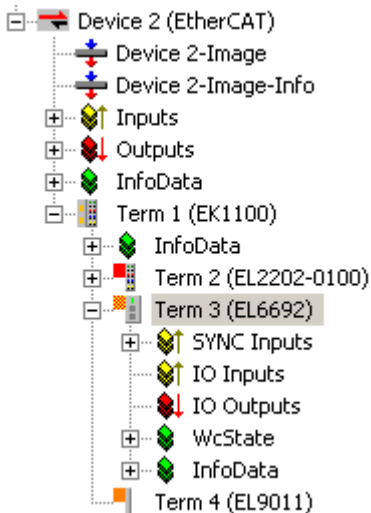 Device 2 (EtherCAT)
Device 2-Image
Device 2-Image-Info
Inputs
Outputs
InfoData
Term 1 (EK1100)
InfoData
Term 2 (EL2202-0100)
Term 3 (EL6692)
SYNC Inputs
IO Inputs
IO Outputs
WcState
InfoData
Term 4 (EL9011)